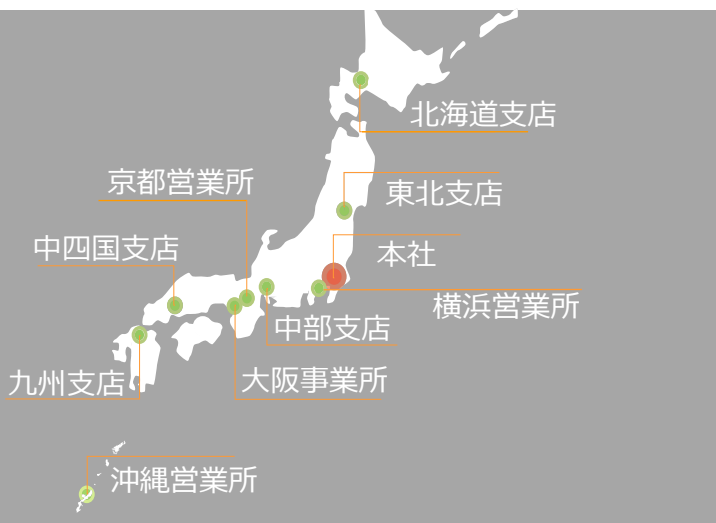 北海道支店
京都営業所
東北支店
中四国支店
本社
横浜営業所
中部支店
九州支店
大阪事業所
沖縄営業所